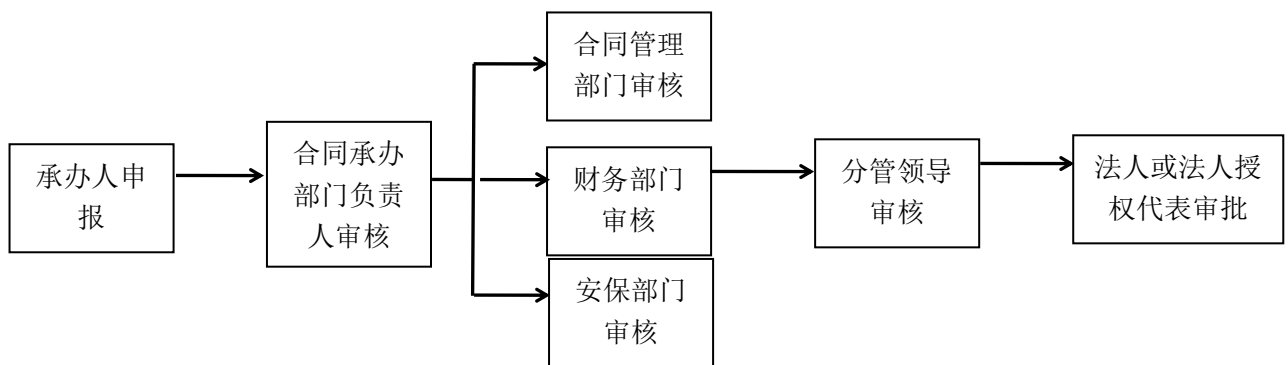 承办人申
报
合同承办
部门负责
人审核
合同管理
部门审核
财务部门
审核
安保部门
审核
分管领导
审核
法人或法人授
权代表审批